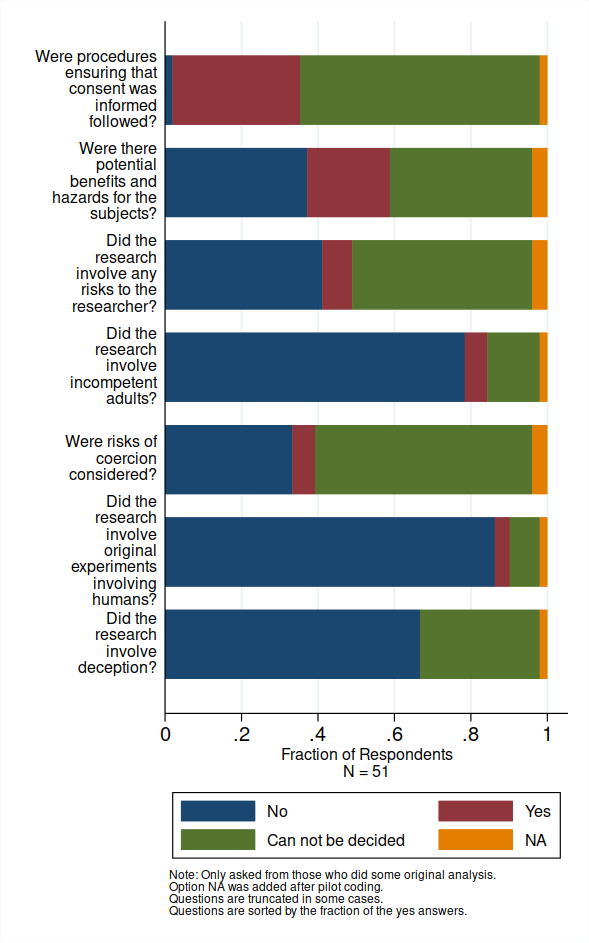 Were procedures
ensuring that
consent was
informed
followed?
Were there
potential
benefits and
hazards for the
subjects?
Did the
research
involve any
risks to the
researcher?
Did the
research
involve
incompetent
adults?
Were risks of
coercion
considered?
Did the
research
involve
original
experiments
involving
humans?
Did the
research
involve
deception?
0 .2 .4 .6 .8 1
Fraction of Respondents
N = 51
No Yes
Can not be decided NA
Note: Only asked from those who did some original analysis.
Option NA was added after pilot coding.
Questions are truncated in some cases.
Questions are sorted by the fraction of the yes answers.